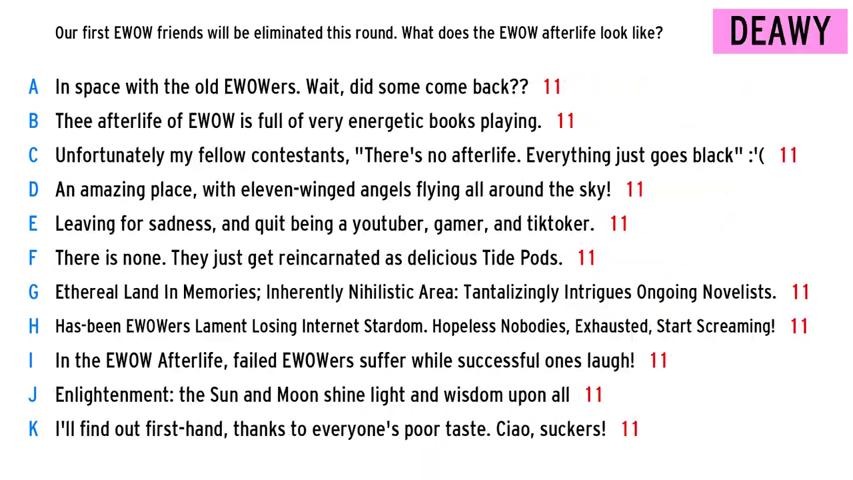 Our first EWOW friends will be eliminated this round. What does the EWOW afterlife look like?
DEAWY
A In space with the old EWOWers. Wait, did some come back?? 11
B Thee afterlife of EWOW is full of very energetic books playing. 11
C Unfortunately my fellow contestants, "There's no afterlife. Everything just goes black" :'( 11
D An amazing place, with eleven-winged angels flying all around the sky! 11
E Leaving for sadness, and quit being a youtuber, gamer, and tiktoker. 11
F There is none. They just get reincarnated as delicious Tide Pods. 11
G Ethereal Land In Memories; Inherently Nihilistic Area: Tantalizingly Intrigues Ongoing Novelists. 11
H Has-been EWOWers Lament Losing Internet Stardom. Hopeless Nobodies, Exhausted, Start Screaming! 11
I In the EWOW Afterlife, failed EWOWers suffer while successful ones laugh! 11
J Enlightenment: the Sun and Moon shine light and wisdom upon all 11
K I'll find out first-hand, thanks to everyone's poor taste. Ciao, suckers! 11